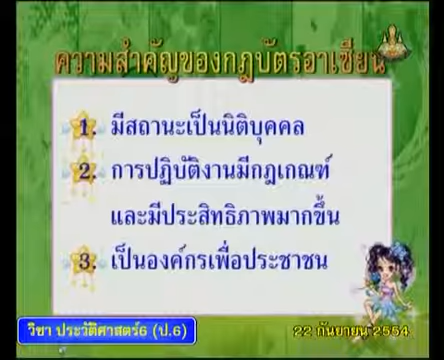 ความสำคัญของกฎบัตรอาเซียน
1. มีสถานะเป็นนิติบุคคล
2. การปฏิบัติงานมีกฎเกณฑ์
และมีประสิทธิภาพมากขึ้น
3. เป็นองค์กรเพื่อประชาชน
วิชา ประวัติศาสตร์6 (ป.6)
22 กันยายน 2554